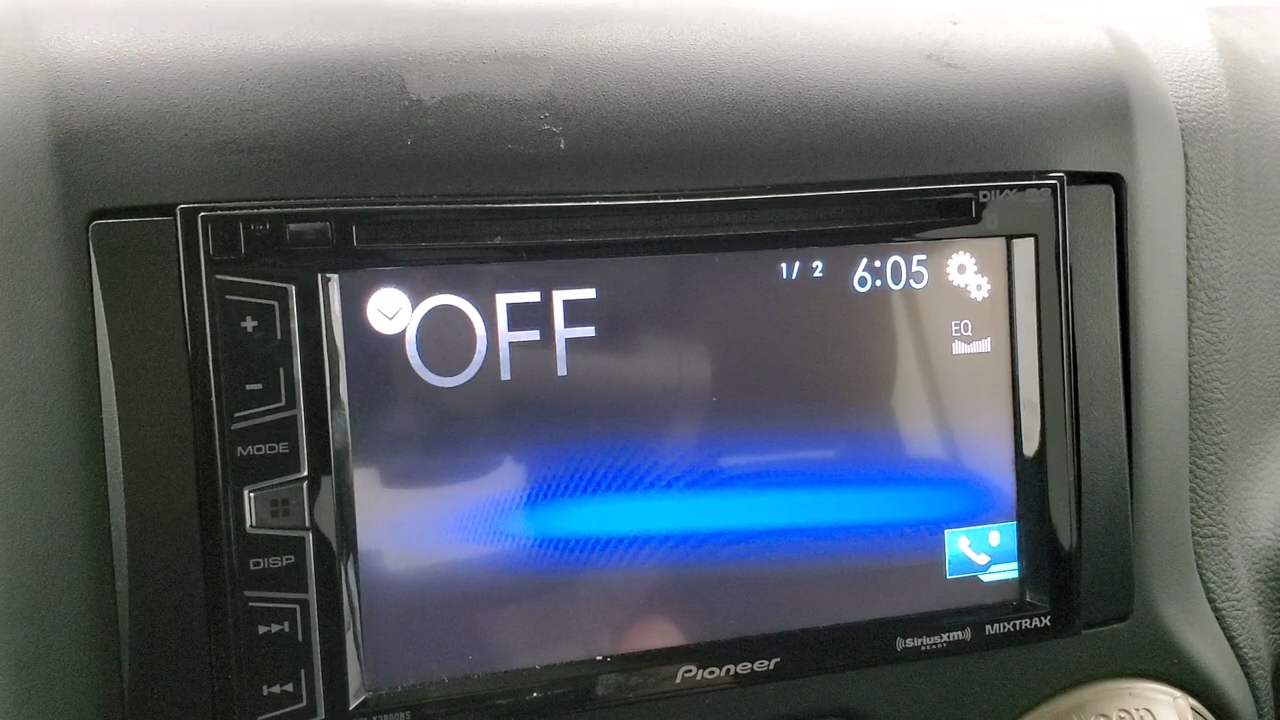 OFF
1/ 2
6:05
EQ
+
-
MODE
DISP
Pioneer
SiriusXM
READY
MIXTRAX